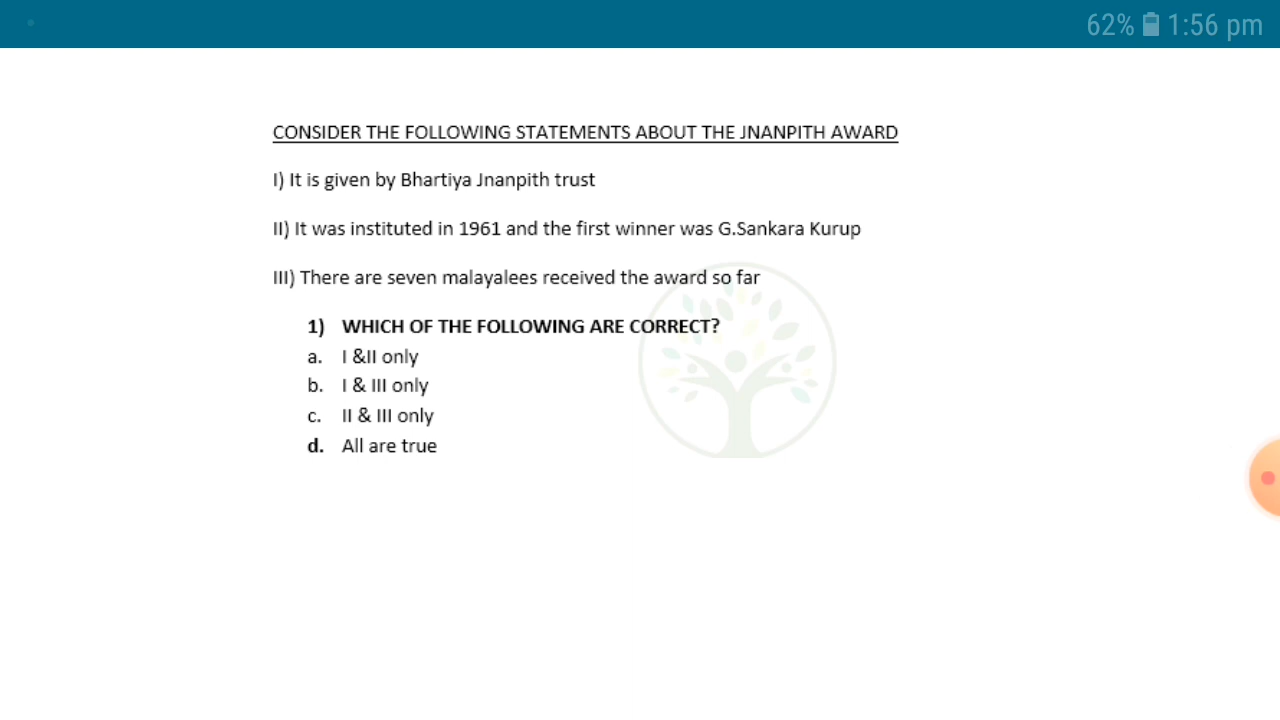 62% 1:56 pm
CONSIDER THE FOLLOWING STATEMENTS ABOUT THE JNANPITH AWARD
I) It is given by Bhartiya Jnanpith trust
II) It was instituted in 1961 and the first winner was G.Sankara Kurup
III) There are seven malayalees received the award so far
1) WHICH OF THE FOLLOWING ARE CORRECT?
a. I &II only
b. I & III only
c. II & III only
d. All are true